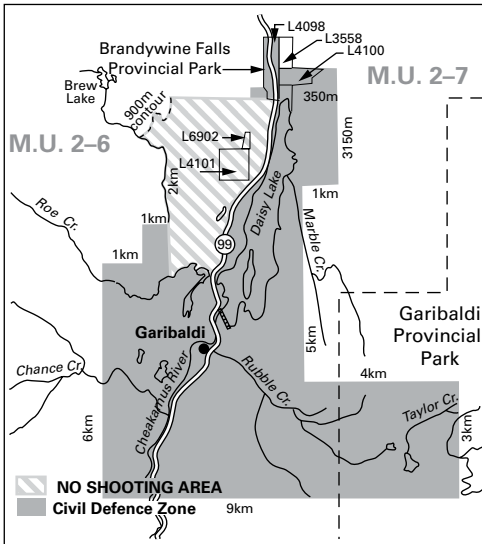 L4098
L3558
L4100
Brandywine Falls
Provincial Park
M.U. 2–7
Brew
Lake
900m
contour
350m
M.U. 2–6
L6902
3150m
L4101
2km
Daisy Lake
1km
Roe Cr.
1km
Marble Cr.
99
1km
Garibaldi
Provincial
Park
Garibaldi
5km
Chance Cr.
Cheakamus River
Rubble Cr.
4km
Taylor Cr.
6km
3km
NO SHOOTING AREA
Civil Defence Zone
9km